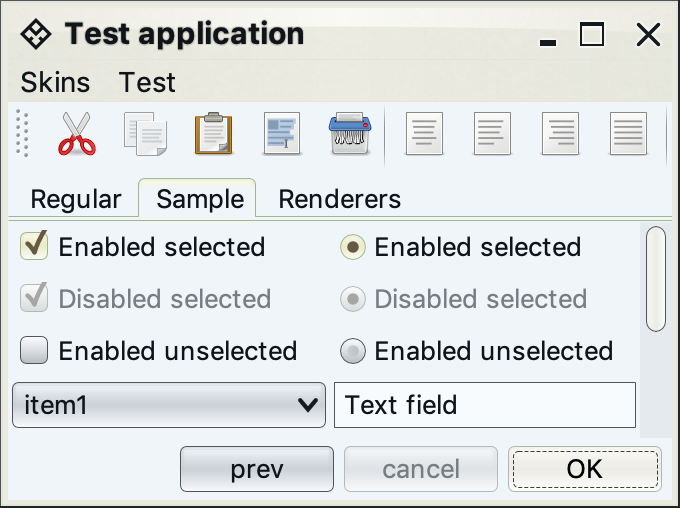 Test application
Skins Test
Regular Sample Renderers
Enabled selected Enabled selected
Disabled selected Disabled selected
Enabled unselected Enabled unselected
item1 Text field
prev cancel OK